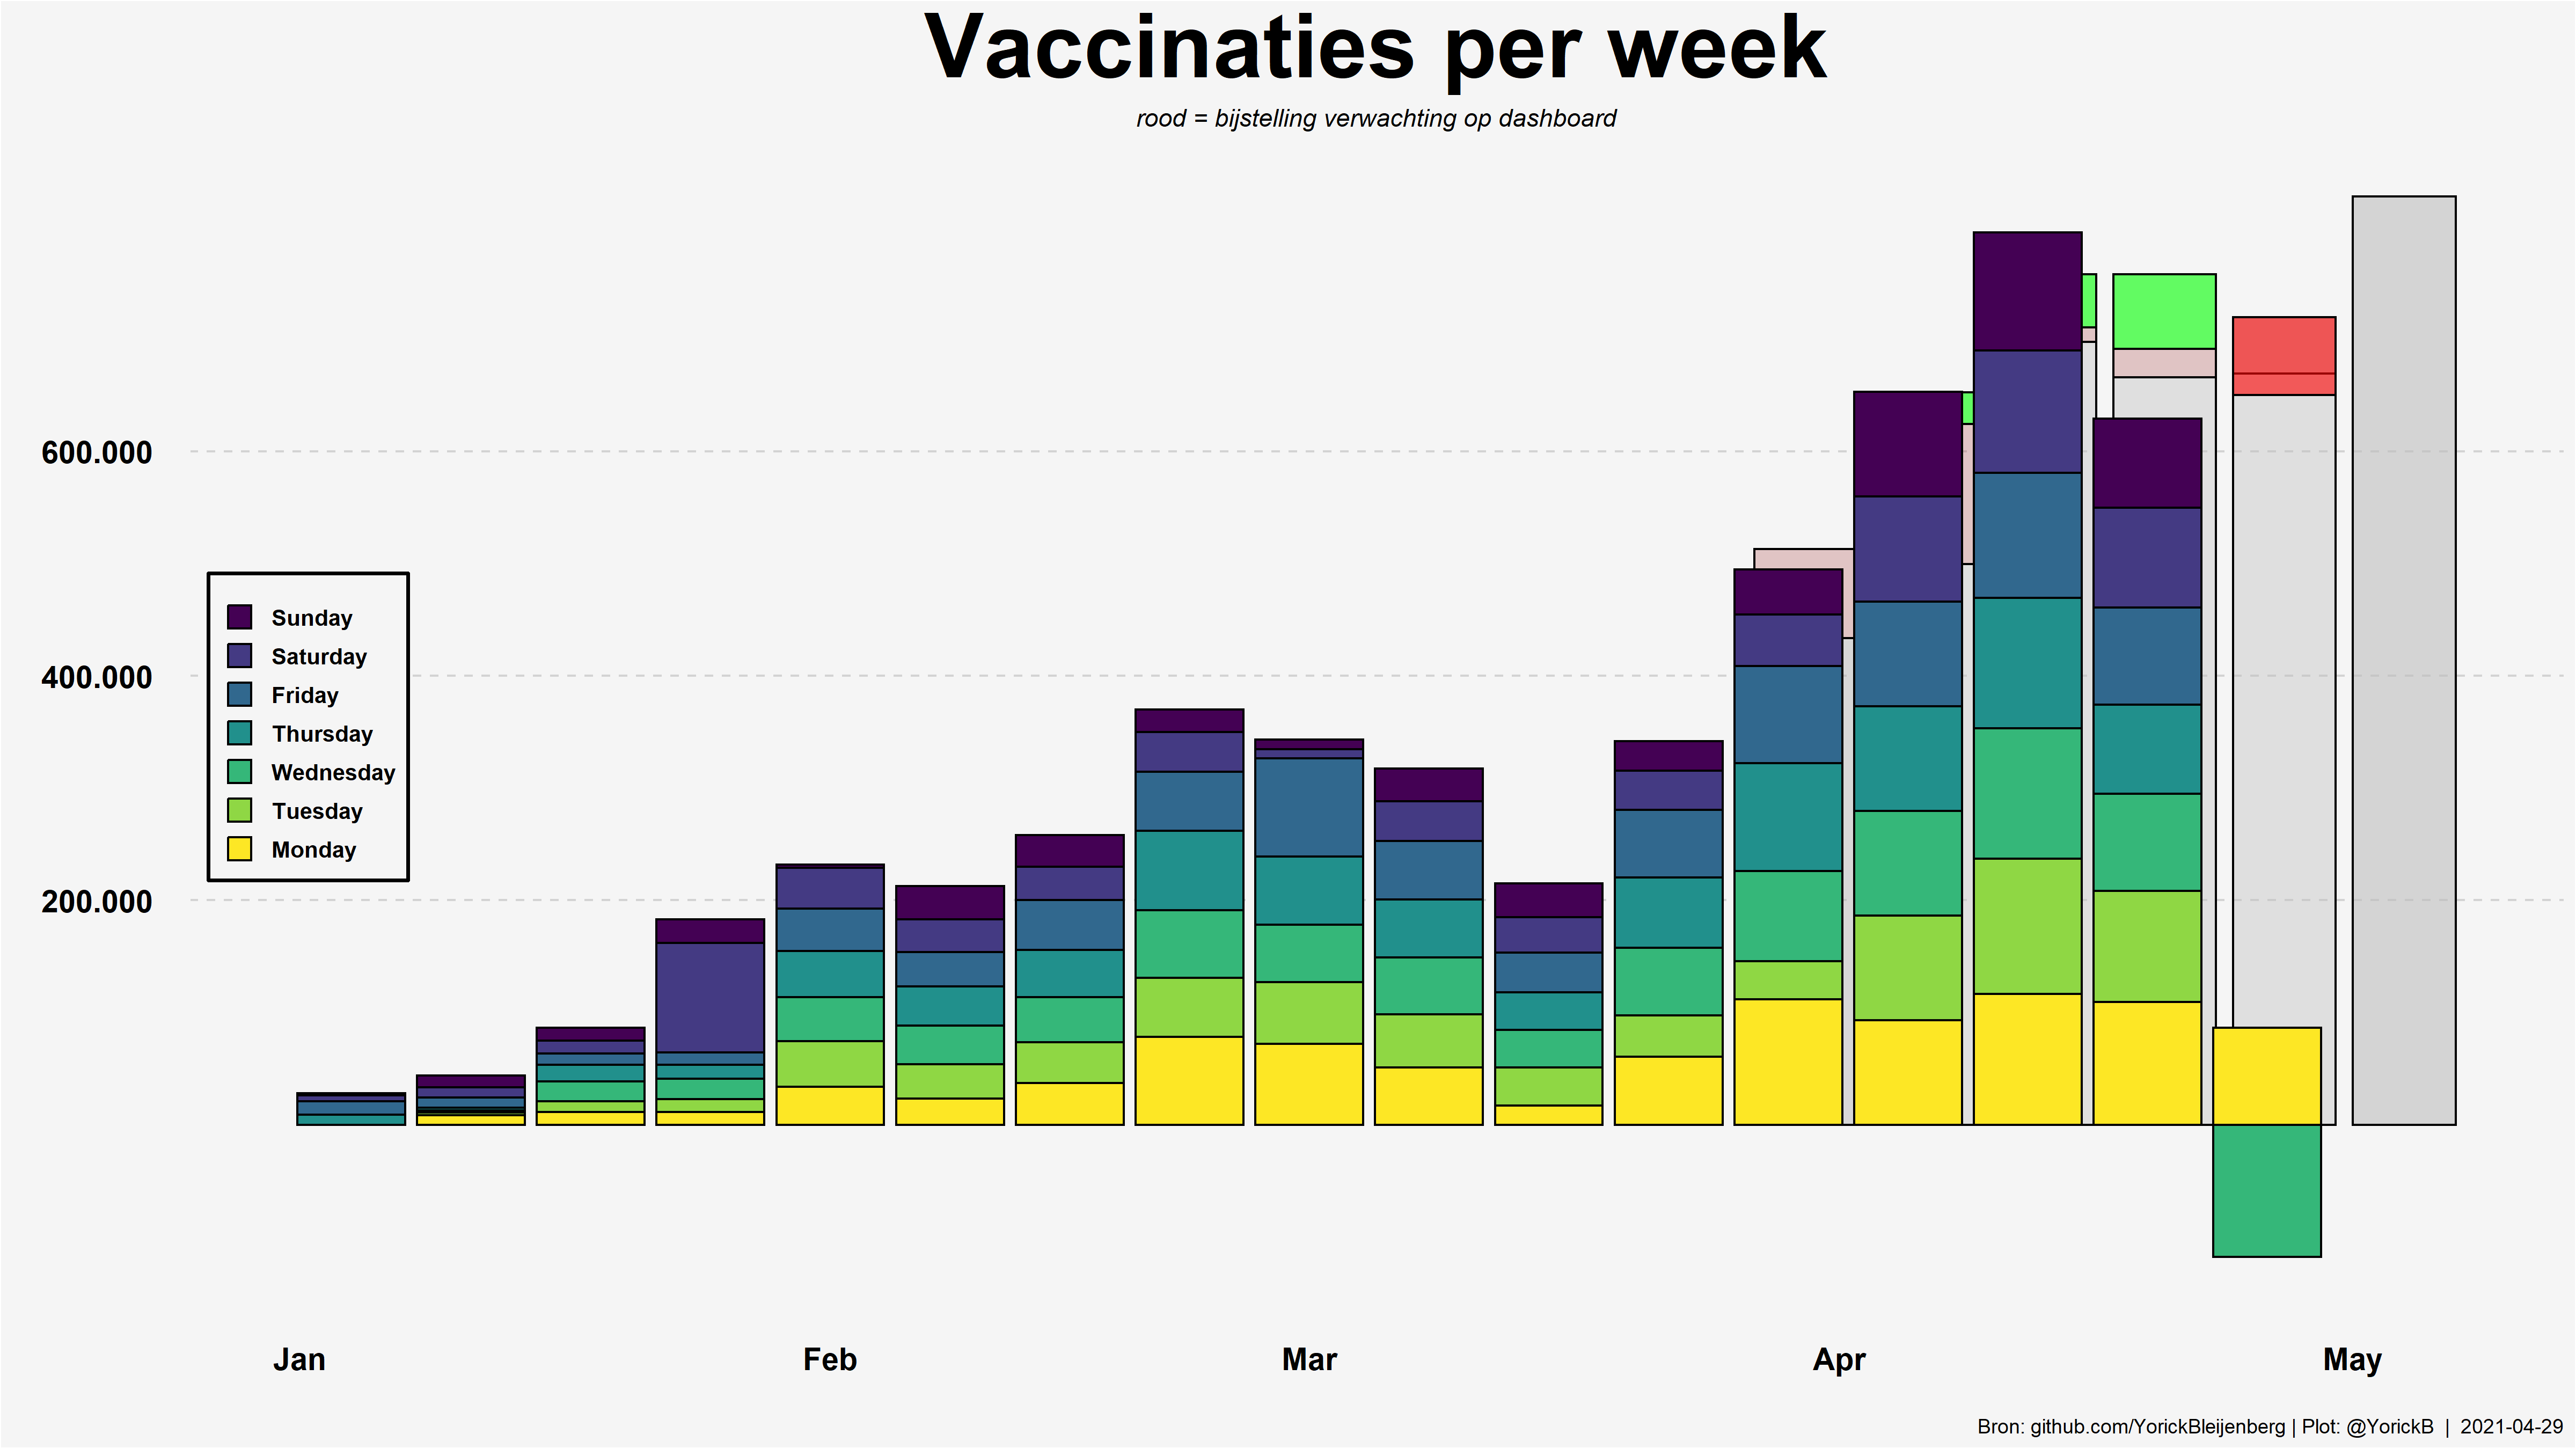 Vaccinaties per week
rood = bijstelling verwachting op dashboard
600.000
400.000
200.000
Sunday
Saturday
Friday
Thursday
Wednesday
Tuesday
Monday
Jan Feb Mar Apr May
Bron: github.com/YorickBleijenberg | Plot: @YorickB | 2021-04-29